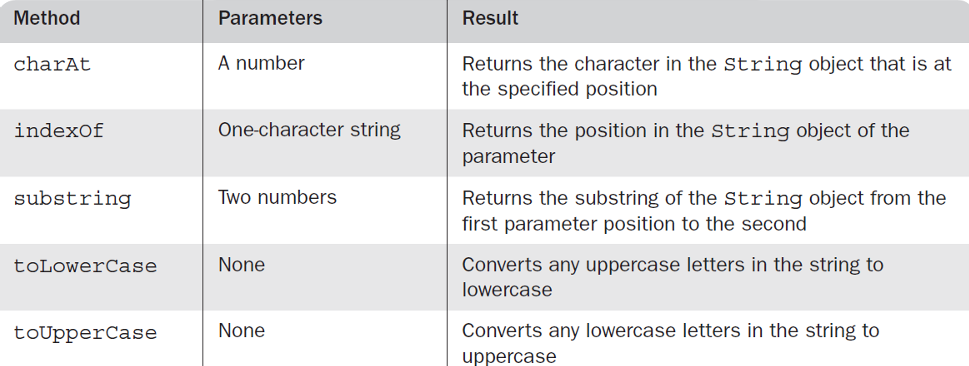 Method Parameters Result
charAt A number Returns the character in the String object that is at
the specified position
indexOf One-character string Returns the position in the String object of the
parameter
substring Two numbers Returns the substring of the String object from the
first parameter position to the second
toLowerCase None Converts any uppercase letters in the string to
lowercase
toUpperCase None Converts any lowercase letters in the string to
uppercase